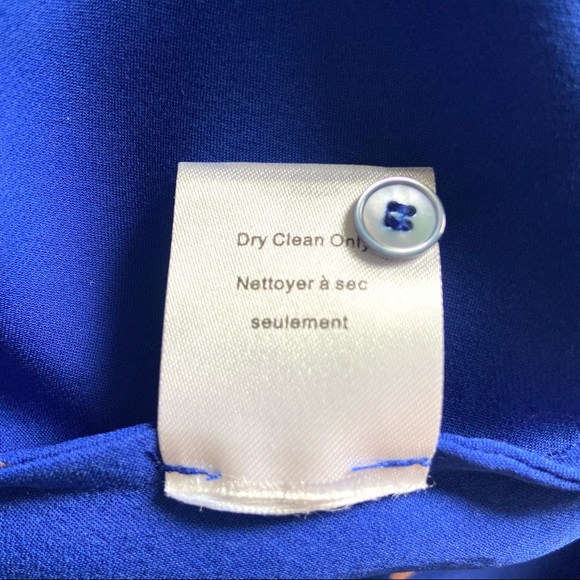 Dry Clean Only
Nettoyer à sec
seulement